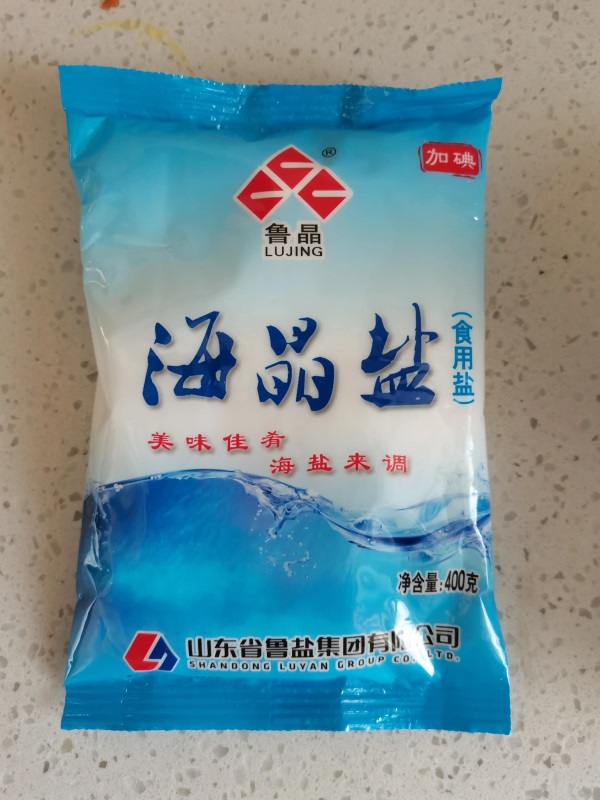 ®
加碘
鲁晶
LUJING
海晶盐
(食用盐)
美味佳肴
海盐来调
净含量:400克
山东省鲁盐集团有限公司
SHANDONG LUYAN GROUP CO., LTD.